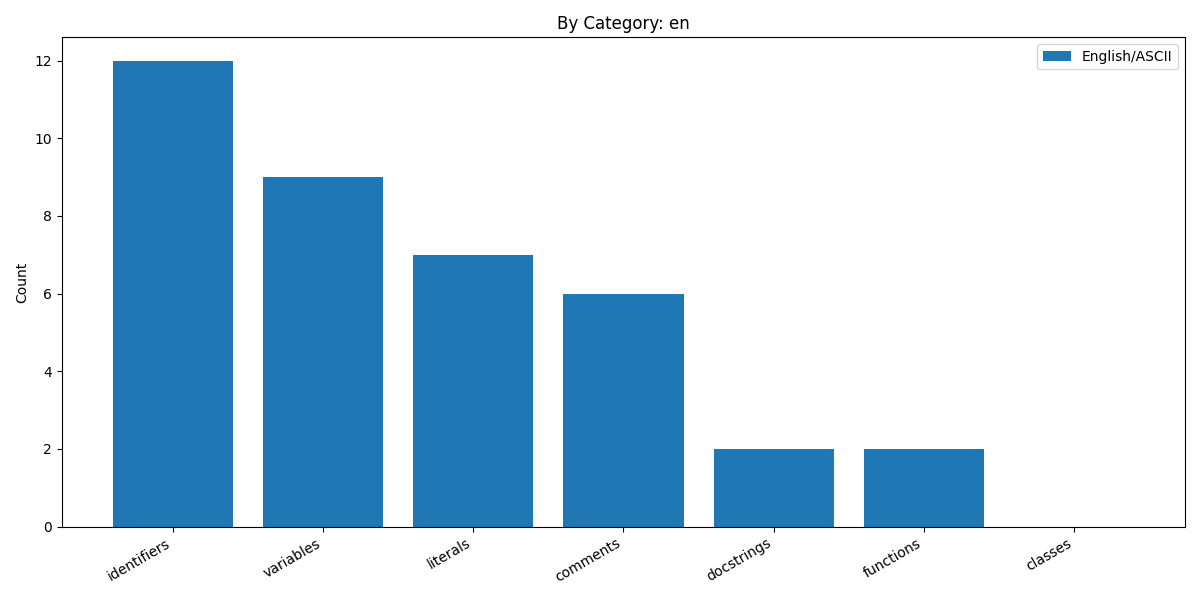 By Category: en
English/ASCII
Count
12
10
8
6
4
2
0
identifiers
variables
literals
comments
docstrings
functions
classes